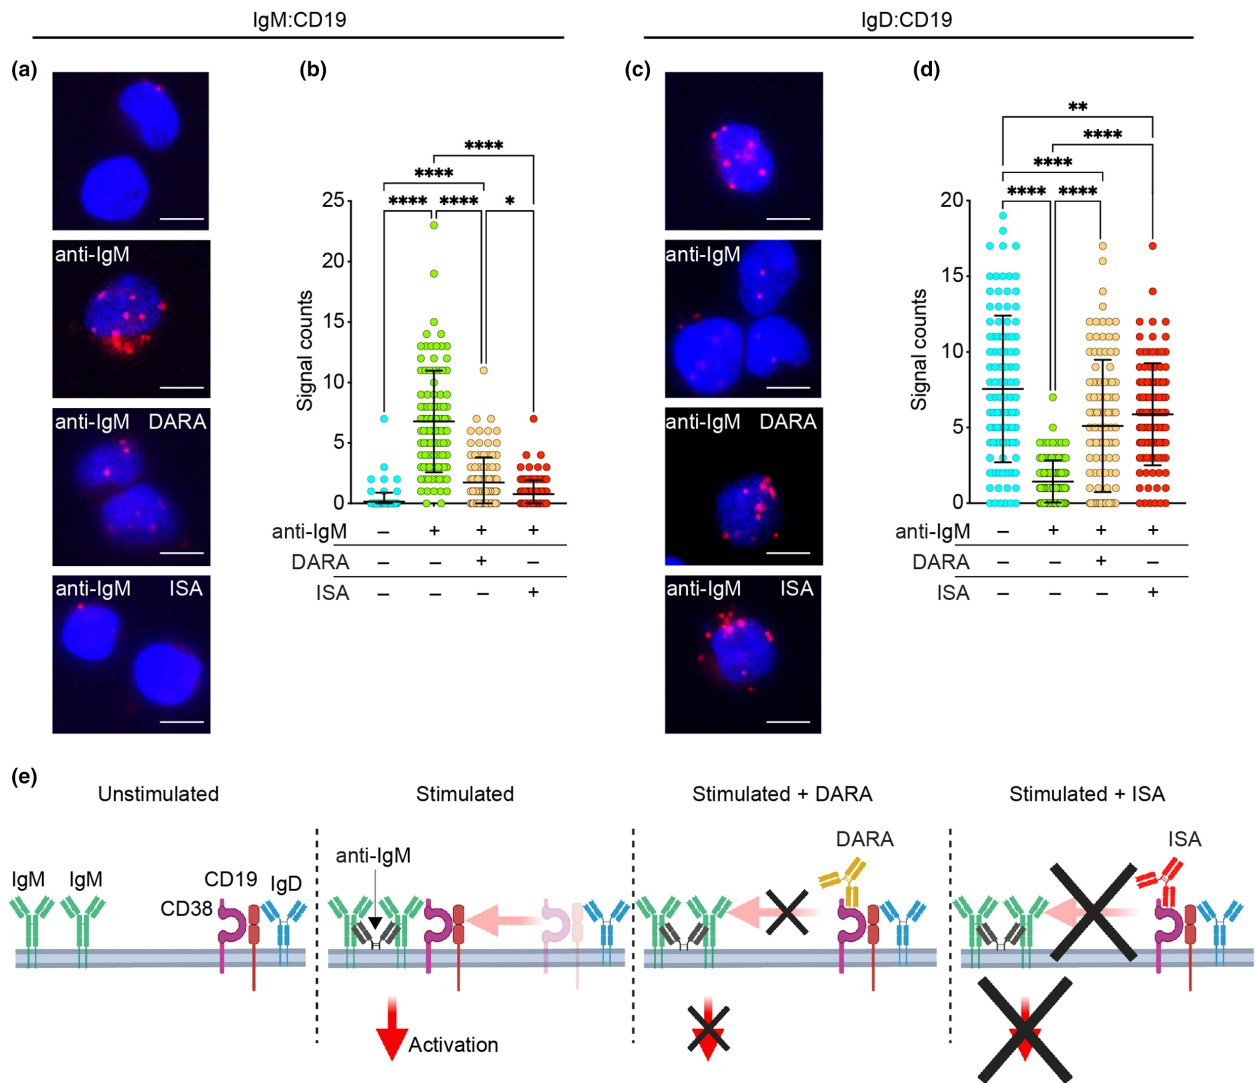 IgM:CD19
IgD:CD19
(a)
anti-IgM
anti-IgM DARA
anti-IgM ISA
(b)
****
****
**** **** *
25
20
15
10
5
0
Signal counts
anti-IgM – + + +
DARA – – + –
ISA – – – +
(c)
anti-IgM
anti-IgM DARA
anti-IgM ISA
(d)
**
****
****
**** ****
20
15
10
5
0
Signal counts
anti-IgM – + + +
DARA – – + –
ISA – – – +
(e)
Unstimulated
IgM IgM CD19 IgD
CD38
Stimulated
anti-IgM
Activation
Stimulated + DARA
DARA
Stimulated + ISA
ISA